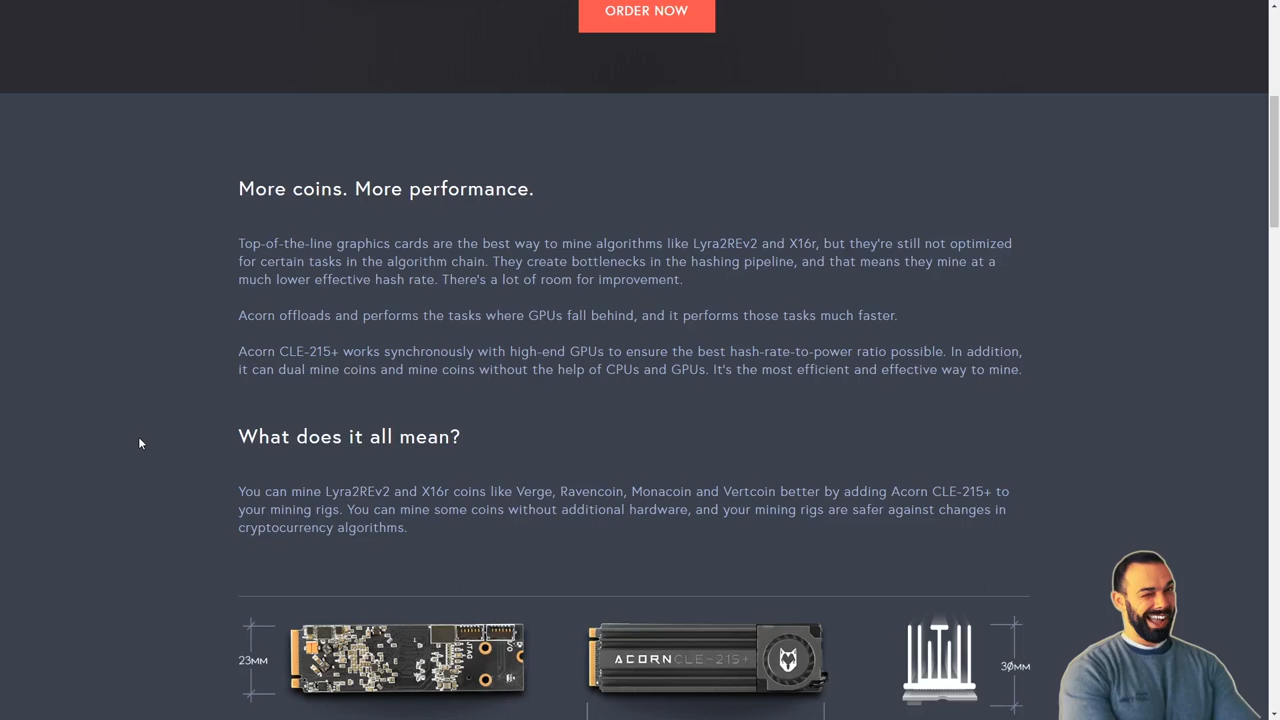 ORDER NOW
More coins. More performance.
Top-of-the-line graphics cards are the best way to mine algorithms like Lyra2REv2 and X16r, but they're still not optimized
for certain tasks in the algorithm chain. They create bottlenecks in the hashing pipeline, and that means they mine at a
much lower effective hash rate. There's a lot of room for improvement.
Acorn offloads and performs the tasks where GPUs fall behind, and it performs those tasks much faster.
Acorn CLE-215+ works synchronously with high-end GPUs to ensure the best hash-rate-to-power ratio possible. In addition,
it can dual mine coins and mine coins without the help of CPUs and GPUs. It's the most efficient and effective way to mine.
What does it all mean?
You can mine Lyra2REv2 and X16r coins like Verge, Ravencoin, Monacoin and Vertcoin better by adding Acorn CLE-215+ to
your mining rigs. You can mine some coins without additional hardware, and your mining rigs are safer against changes in
cryptocurrency algorithms.
23MM
JTAG
ACORN CLE-215+
30MM